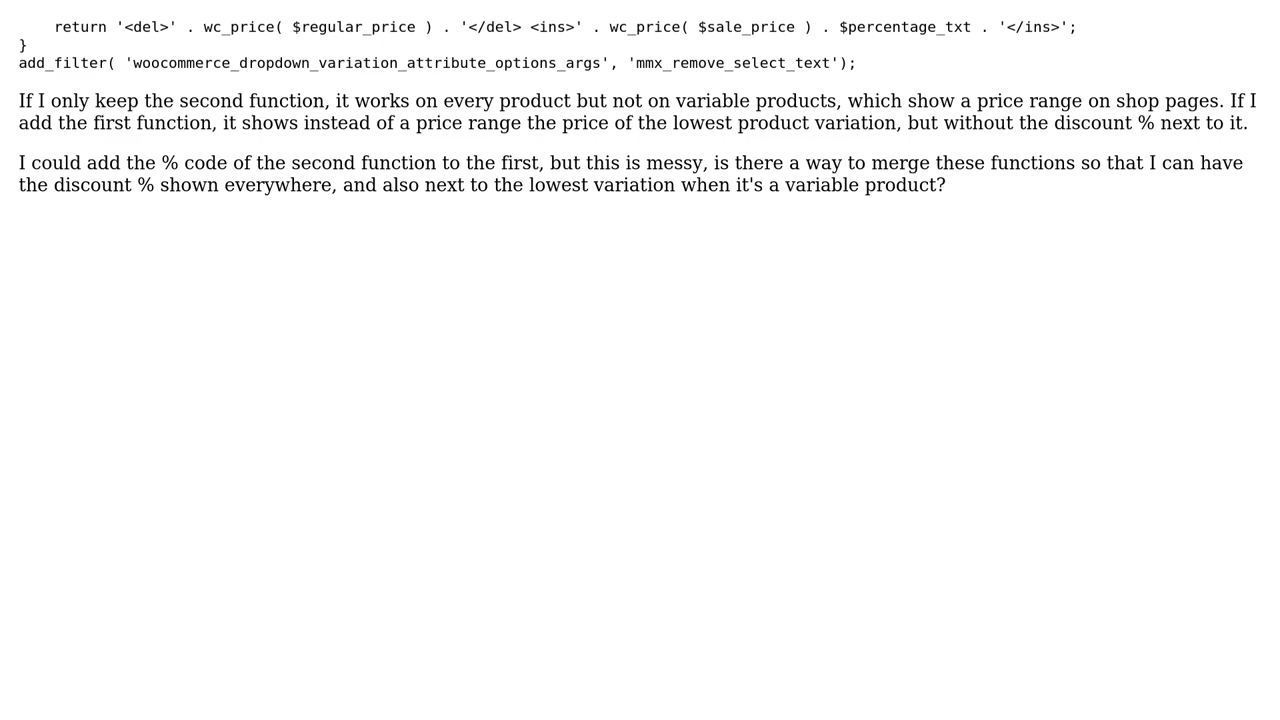 return '<del>' . wc_price( $regular_price ) . '</del> <ins>' . wc_price( $sale_price ) . $percentage_txt . '</ins>';
}
add_filter( 'woocommerce_dropdown_variation_attribute_options_args', 'mmx_remove_select_text');
If I only keep the second function, it works on every product but not on variable products, which show a price range on shop pages. If I
add the first function, it shows instead of a price range the price of the lowest product variation, but without the discount % next to it.
I could add the % code of the second function to the first, but this is messy, is there a way to merge these functions so that I can have
the discount % shown everywhere, and also next to the lowest variation when it's a variable product?